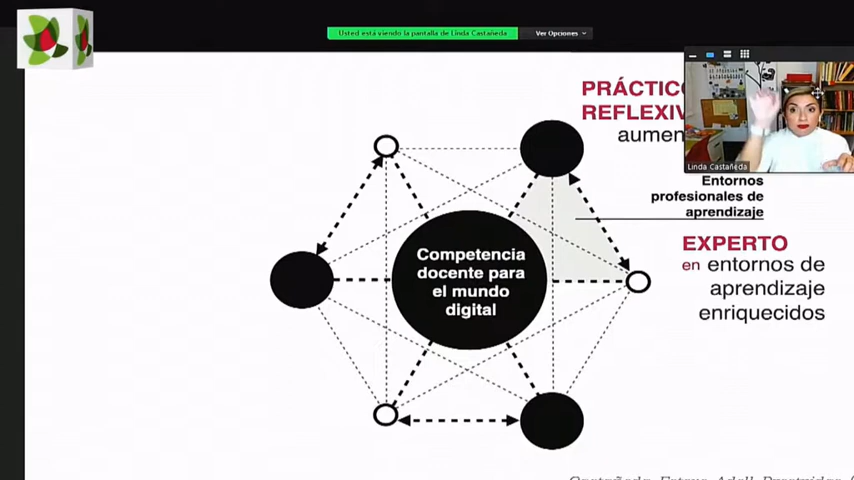 Usted está viendo la pantalla de Linda Castañeda
Ver Opciones
PRÁCTICO
REFLEXIV
aumen
Linda Castañeda
Entornos
profesionales de
aprendizaje
EXPERTO
en entornos de
aprendizaje
enriquecidos
Competencia
docente para
el mundo
digital